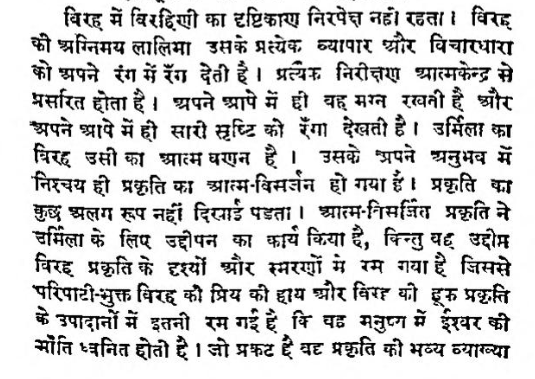 विरह में विरहिणी का दृष्टिकाण निरपेक्ष नहीं रहता । विरह
की अग्निमय लालिमा उसके प्रत्येक व्यापार और विचारधारा
को अपने रंग में रँग देती है । प्रत्येक निरीक्षण आत्मकेन्द्र से
प्रसरित होता है । अपने आपे में ही वह मग्न रखती है और
अपने आपे में ही सारी सृष्टि को रँगा देखती है । उर्मिला का
विरह उसी का आत्म वर्णन है । उसके अपने अनुभव में
निश्चय ही प्रकृति का आत्म-विसर्जन हो गया है । प्रकृति का
कुछ अलग रूप नहीं दिखाई पडता । आत्म-विसर्जित प्रकृति ने
उर्मिला के लिए उद्दीपन का कार्य किया है, किन्तु वह उद्दीप्त
विरह प्रकृति के दृश्यों और स्मरणों में रम गया है जिससे
परिपाटी-भुक्त विरह की प्रिय की हाय और विरह की हूक प्रकृति
के उपादानों में इतनी रम गई है कि वह मनुष्य में ईश्वर की
भाँति ध्वनित होती है । जो प्रकट है वह प्रकृति की भव्य व्याख्या